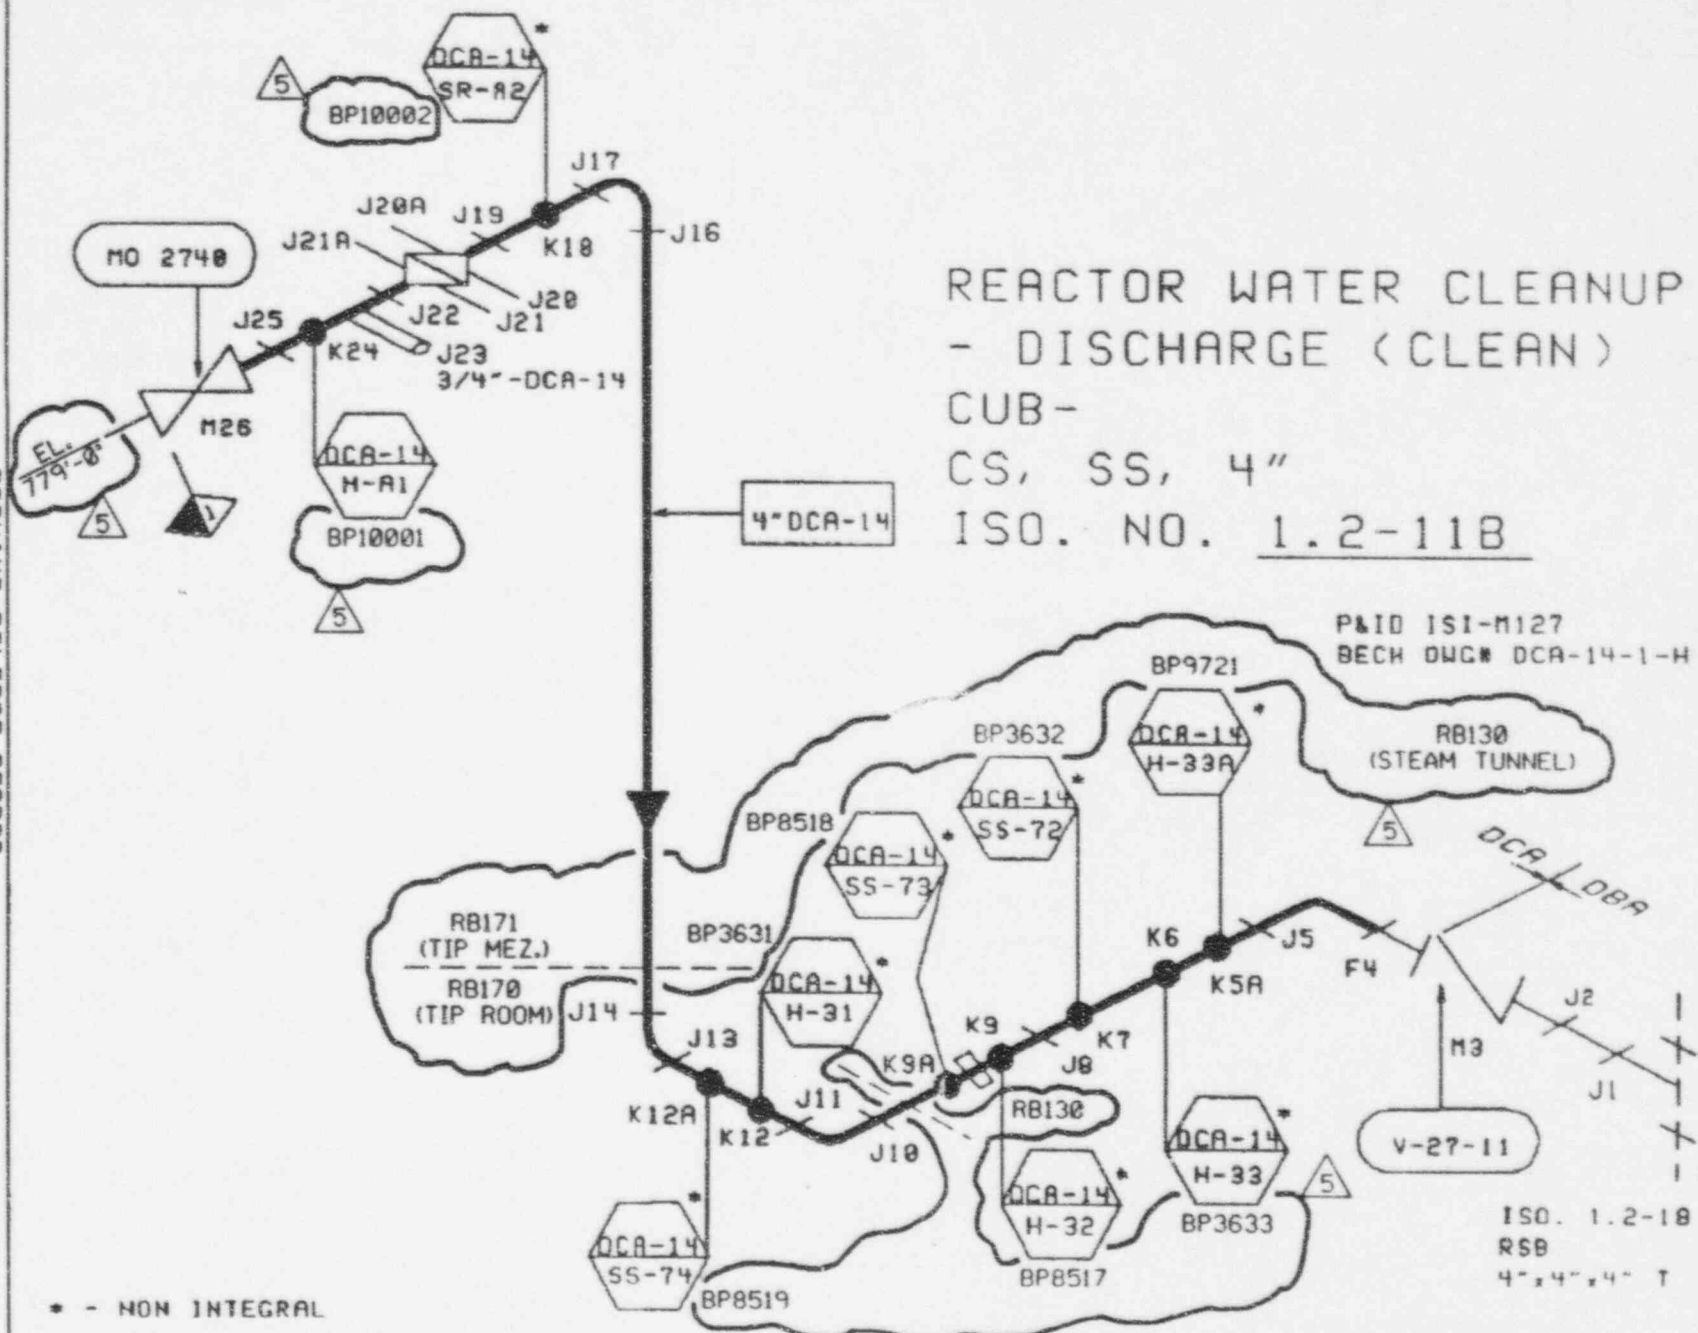 DCA-14 *
SR-A2
5
BP10002
J17
J20A
J19
J21A
K18
J16
MO 2740
J20
J22
J21
J25
K24
J23
3/4"-DCA-14
M26
EL.
779'-0"
5
1
DCA-14
H-A1
BP10001
5
4"DCA-14
REACTOR WATER CLEANUP
- DISCHARGE (CLEAN)
CUB-
CS, SS, 4"
ISO. NO. 1.2-11B
P&ID ISI-M127
BECH DWG# DCA-14-1-H
BP9721
DCA-14 *
H-33A
RB130
(STEAM TUNNEL)
5
BP3632
DCA-14 *
SS-72
BP8518
DCA-14 *
SS-73
DCA
DBA
RB171
(TIP MEZ.)
RB170
(TIP ROOM)
BP3631
DCA-14 *
H-31
J14
J13
K12A
K12
J11
J10
K9A
K9
J8
K7
K6
K5A
J5
F4
M3
J2
J1
RB130
V-27-11
DCA-14 *
H-33
5
BP3633
DCA-14 *
H-32
BP8517
DCA-14 *
SS-74
BP8519
ISO. 1.2-18
RSB
4"x4"x4" T
* - NON INTEGRAL